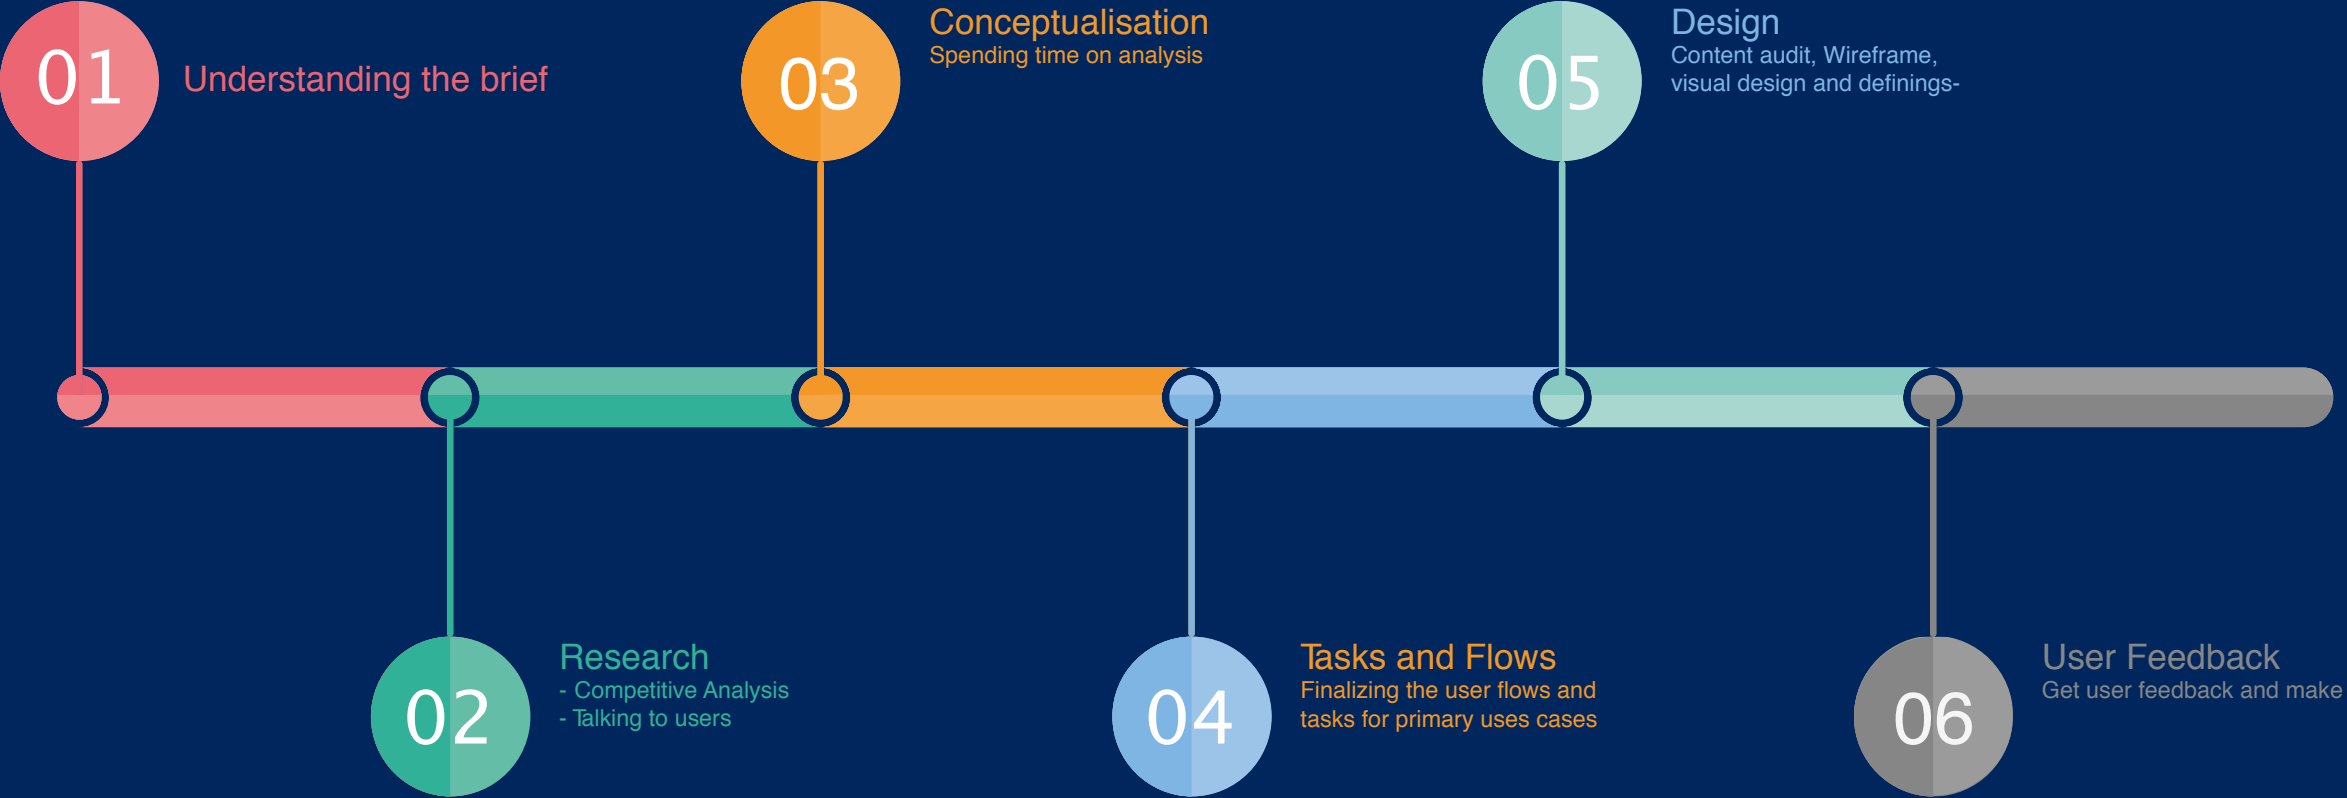 01
Understanding the brief
02
Research
- Competitive Analysis
- Talking to users
03
Conceptualisation
Spending time on analysis
04
Tasks and Flows
Finalizing the user flows and
tasks for primary uses cases
05
Design
Content audit, Wireframe,
visual design and definings-
06
User Feedback
Get user feedback and make